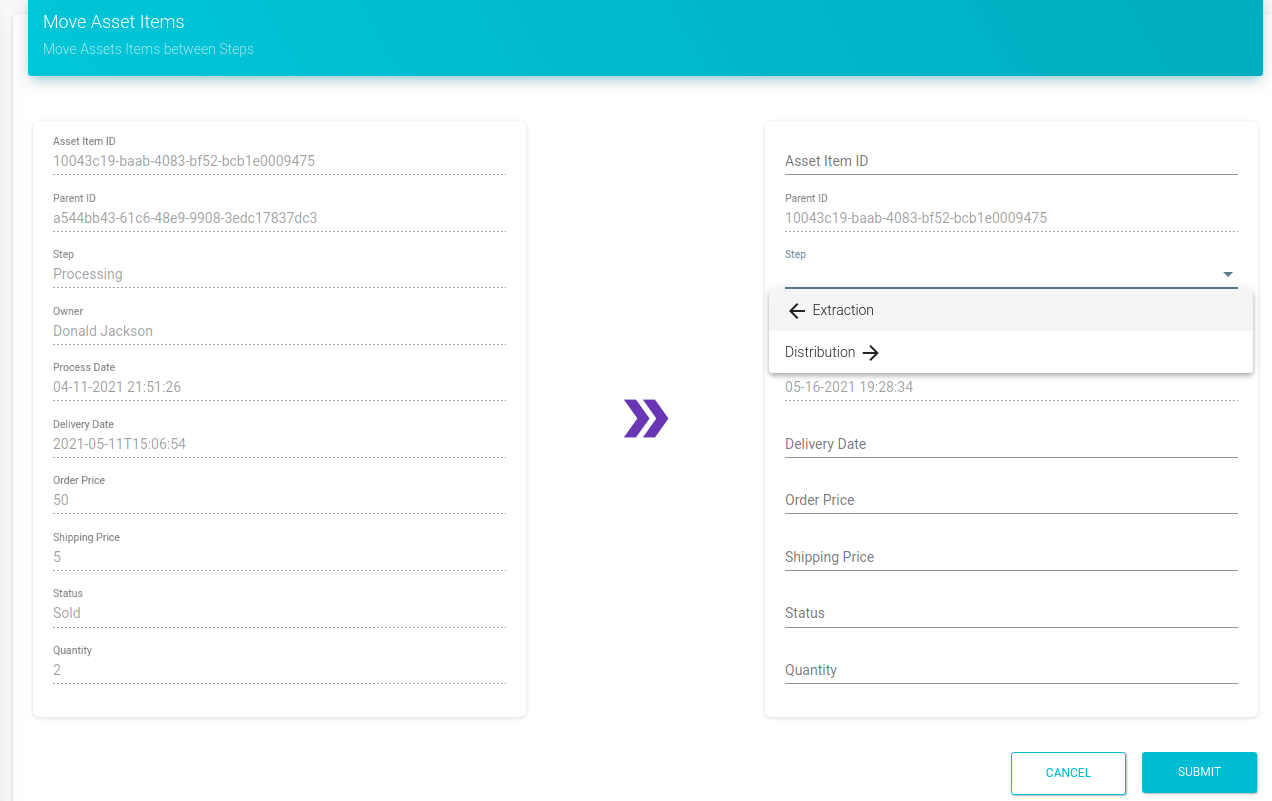 Move Asset Items
Move Assets Items between Steps
Asset Item ID
10043c19-baab-4083-bf52-bcb1e0009475
Parent ID
a544bb43-61c6-48e9-9908-3edc17837dc3
Step
Processing
Owner
Donald Jackson
Process Date
04-11-2021 21:51:26
Delivery Date
2021-05-11T15:06:54
Order Price
50
Shipping Price
5
Status
Sold
Quantity
2
Asset Item ID
Parent ID
10043c19-baab-4083-bf52-bcb1e0009475
Step
Extraction
Distribution
05-16-2021 19:28:34
Delivery Date
Order Price
Shipping Price
Status
Quantity
CANCEL
SUBMIT